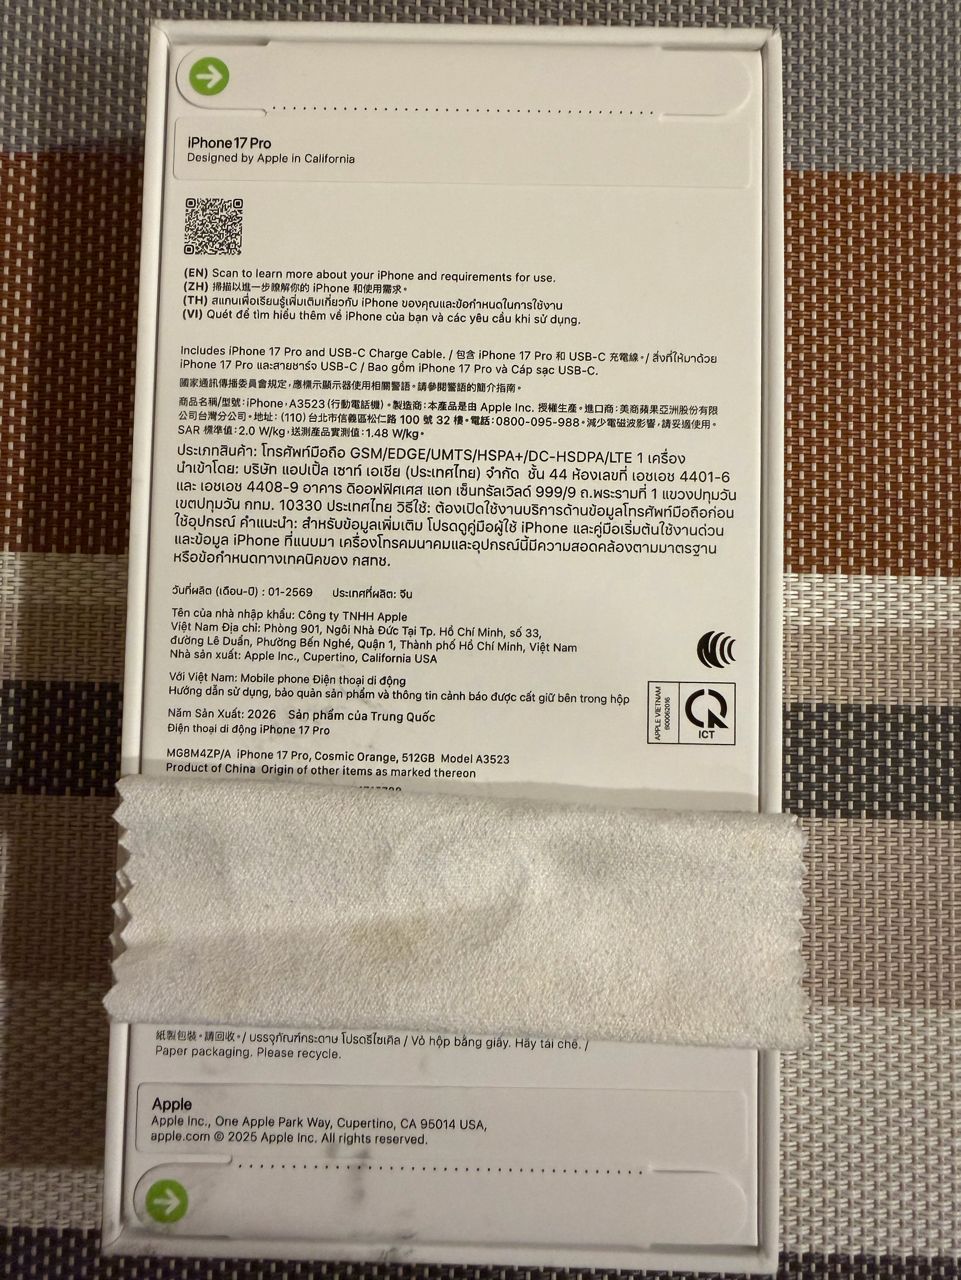 iPhone 17 Pro
Designed by Apple in California
(EN) Scan to learn more about your iPhone and requirements for use.
(ZH) 掃描以進一步瞭解你的 iPhone 和使用需求。
(TH) สแกนเพื่อเรียนรู้เพิ่มเติมเกี่ยวกับ iPhone ของคุณและข้อกำหนดในการใช้งาน
(VI) Quét để tìm hiểu thêm về iPhone của bạn và các yêu cầu khi sử dụng.
Includes iPhone 17 Pro and USB-C Charge Cable. / 包含 iPhone 17 Pro 和 USB-C 充電線。/ สิ่งที่ให้มาด้วย
iPhone 17 Pro และสายชาร์จ USB-C / Bao gồm iPhone 17 Pro và Cáp sạc USB-C.
國家通訊傳播委員會規定，應標示顯示器使用相關警語。請參閱警語的簡介指南。
商品名稱/型號：iPhone，A3523 (行動電話機)。製造商：本產品是由 Apple Inc. 授權生產。進口商：美商蘋果亞洲股份有限
公司台灣分公司。地址：(110) 台北市信義區松仁路 100 號 32 樓。電話：0800-095-988。減少電磁波影響，請妥適使用。
SAR 標準值：2.0 W/kg，送測產品實測值：1.48 W/kg。
ประเภทสินค้า: โทรศัพท์มือถือ GSM/EDGE/UMTS/HSPA+/DC-HSDPA/LTE 1 เครื่อง
นำเข้าโดย: บริษัท แอปเปิ้ล เซาท์ เอเชีย (ประเทศไทย) จำกัด ชั้น 44 ห้องเลขที่ เอชเอช 4401-6
และ เอชเอช 4408-9 อาคาร ดิออฟฟิศเศส แอท เซ็นทรัลเวิลด์ 999/9 ถ.พระรามที่ 1 แขวงปทุมวัน
เขตปทุมวัน กทม. 10330 ประเทศไทย วิธีใช้: ต้องเปิดใช้งานบริการด้านข้อมูลโทรศัพท์มือถือก่อน
ใช้อุปกรณ์ คำแนะนำ: สำหรับข้อมูลเพิ่มเติม โปรดดูคู่มือผู้ใช้ iPhone และคู่มือเริ่มต้นใช้งานด่วน
และข้อมูล iPhone ที่แนบมา เครื่องโทรคมนาคมและอุปกรณ์นี้มีความสอดคล้องตามมาตรฐาน
หรือข้อกำหนดทางเทคนิคของ กสทช.
วันที่ผลิต (เดือน-ปี) : 01-2569 ประเทศที่ผลิต: จีน
Tên của nhà nhập khẩu: Công ty TNHH Apple
Việt Nam Địa chỉ: Phòng 901, Ngôi Nhà Đức Tại Tp. Hồ Chí Minh, số 33,
đường Lê Duẩn, Phường Bến Nghé, Quận 1, Thành phố Hồ Chí Minh, Việt Nam
Nhà sản xuất: Apple Inc., Cupertino, California USA
Với Việt Nam: Mobile phone Điện thoại di động
Hướng dẫn sử dụng, bảo quản sản phẩm và thông tin cảnh báo được cất giữ bên trong hộp
APPLE VIETNAM
500062016
ICT
Năm Sản Xuất: 2026 Sản phẩm của Trung Quốc
Điện thoại di động iPhone 17 Pro
MG8M4ZP/A iPhone 17 Pro, Cosmic Orange, 512GB Model A3523
Product of China Origin of other items as marked thereon
紙製包裝，請回收。/ บรรจุภัณฑ์กระดาษ โปรดรีไซเคิล / Vỏ hộp bằng giấy. Hãy tái chế. /
Paper packaging. Please recycle.
Apple
Apple Inc., One Apple Park Way, Cupertino, CA 95014 USA,
apple.com © 2025 Apple Inc. All rights reserved.